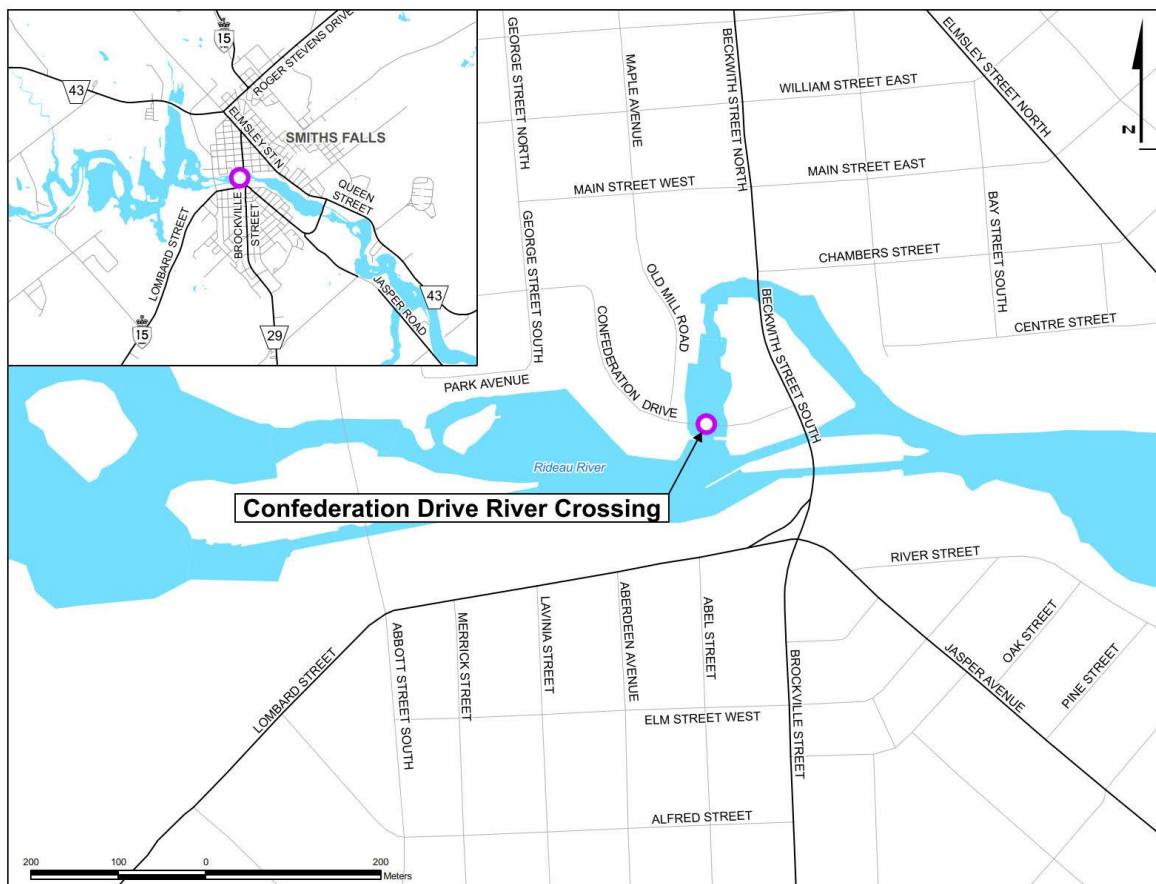 15
ROGER STEVENS DRIVE
43
ELMSLEY ST.N
SMITHS FALLS
QUEEN
STREET
BROCKVILLE
STREET
LOMBARD STREET
JASPER ROAD
43
15
29
GEORGE STREET NORTH
MAPLE AVENUE
BECKWITH STREET NORTH
ELMSLEY STREET NORTH
WILLIAM STREET EAST
N
MAIN STREET WEST
MAIN STREET EAST
BAY STREET SOUTH
GEORGE STREET SOUTH
OLD MILL ROAD
CHAMBERS STREET
CENTRE STREET
CONFEDERATION DRIVE
BECKWITH STREET SOUTH
PARK AVENUE
Rideau River
Confederation Drive River Crossing
RIVER STREET
ABBOTT STREET SOUTH
MERRICK STREET
LAVINIA STREET
ABERDEEN AVENUE
ABEL STREET
OAK STREET
LOMBARD STREET
JASPER AVENUE
PINE STREET
BROCKVILLE STREET
ELM STREET WEST
ALFRED STREET
200 100 0 200
Meters